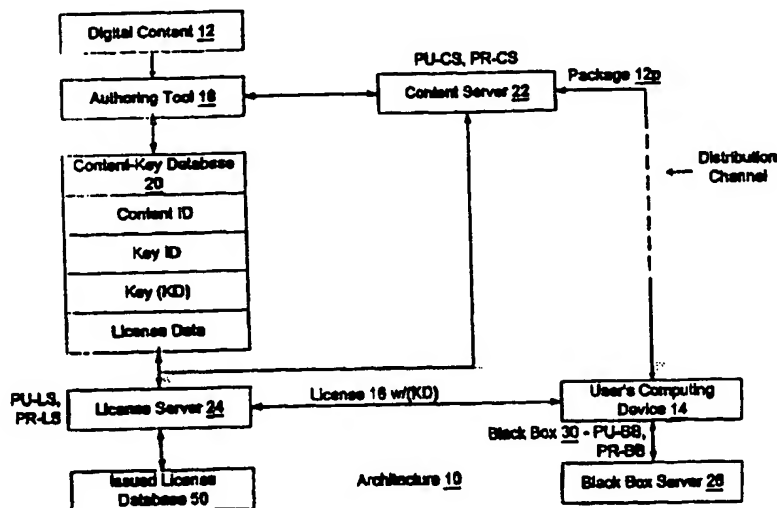 Digital Content 12
PU-CS, PR-CS
Package 12p
Authoring Tool 18
Content Server 22
Content-Key Database
20
Distribution
Channel
Content ID
Key ID
Key (KD)
License Data
PU-LS,
PR-LS
License Server 24
License 16 w/(KD)
User's Computing
Device 14
Black Box 30 - PU-BB,
PR-BB
Issued License
Database 50
Architecture 10
Black Box Server 26